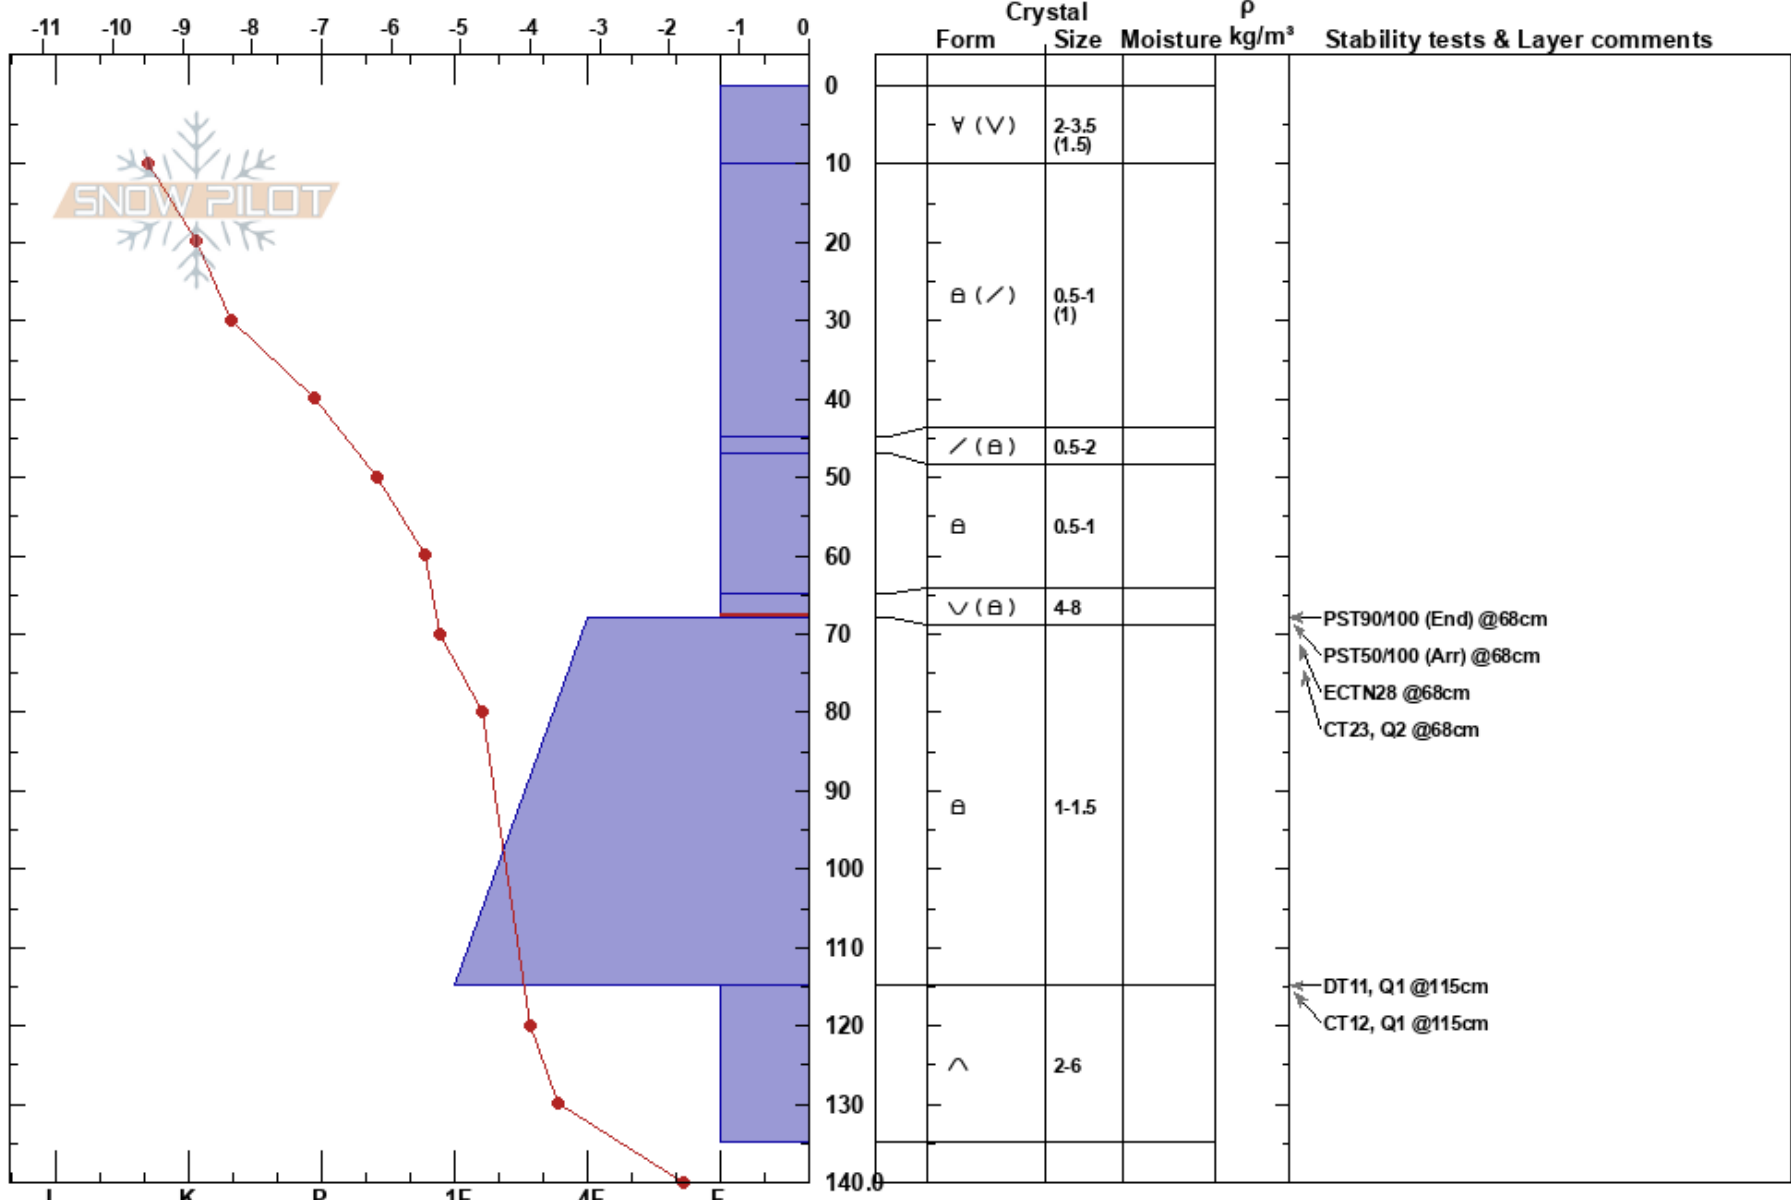 Crystal ρ
-11 -10 -9 -8 -7 -6 -5 -4 -3 -2 -1 0 Form Size Moisture kg/m³ Stability tests & Layer comments
0
∀ (∨) 2-3.5
(1.5)
10
SNOW PILOT
20
0.5-1
30 (1)
40
0.5-2
50
0.5-1
60
4-8
PST90/100 (End) @68cm
70
PST50/100 (Arr) @68cm
ECTN28 @68cm
80
CT23, Q2 @68cm
90
1-1.5
100
110
DT11, Q1 @115cm
120 CT12, Q1 @115cm
2-6
130
140.0
I K P 1F 4F F